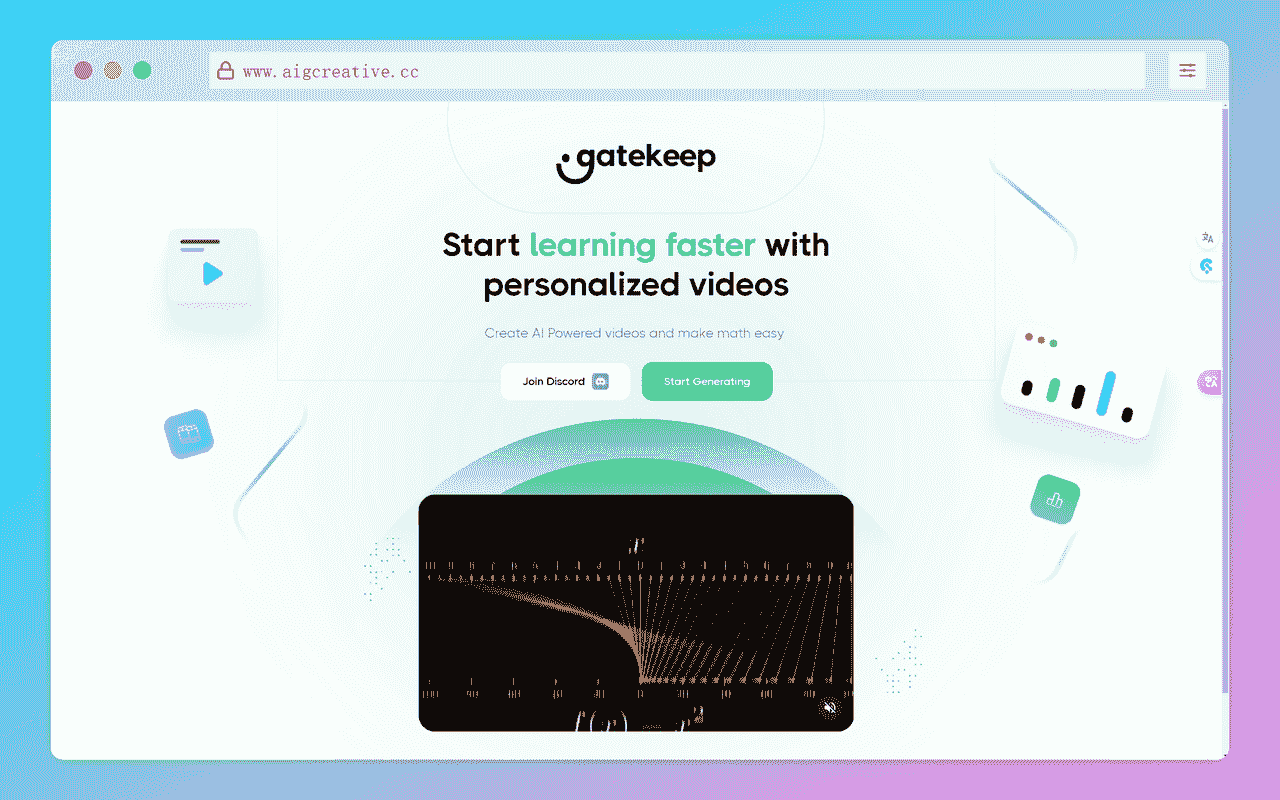 www.aigcreative.cc
gatekeep
Start learning faster with
personalized videos
Create AI Powered videos and make math easy
Join Discord
Start Generating